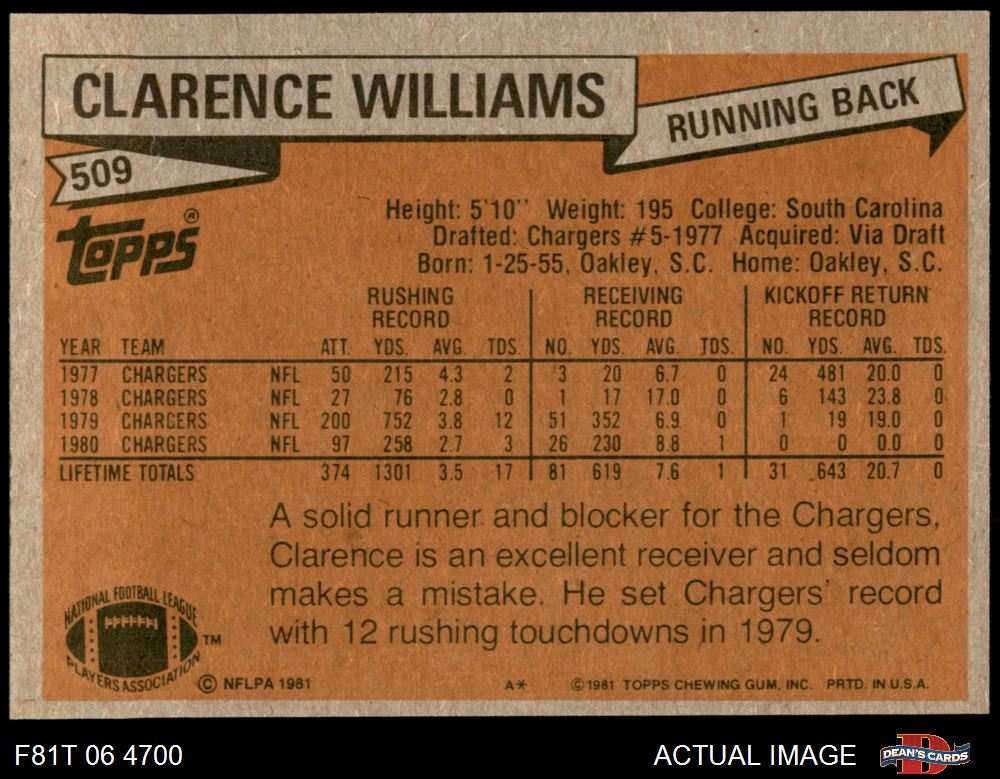 CLARENCE WILLIAMS
RUNNING BACK
509
TOPPS®
Height: 5'10" Weight: 195 College: South Carolina
Drafted: Chargers #5-1977 Acquired: Via Draft
Born: 1-25-55, Oakley, S.C. Home: Oakley, S.C.
RUSHING RECORD RECEIVING RECORD KICKOFF RETURN RECORD
YEAR TEAM ATT. YDS. AVG. TDS. NO. YDS. AVG. TDS. NO. YDS. AVG. TDS.
1977 CHARGERS NFL 50 215 4.3 2 3 20 6.7 0 24 481 20.0 0
1978 CHARGERS NFL 27 76 2.8 0 1 17 17.0 0 6 143 23.8 0
1979 CHARGERS NFL 200 752 3.8 12 51 352 6.9 0 1 19 19.0 0
1980 CHARGERS NFL 97 258 2.7 3 26 230 8.8 1 0 0 0.0 0
LIFETIME TOTALS 374 1301 3.5 17 81 619 7.6 1 31 643 20.7 0
A solid runner and blocker for the Chargers,
Clarence is an excellent receiver and seldom
makes a mistake. He set Chargers' record
with 12 rushing touchdowns in 1979.
NATIONAL FOOTBALL LEAGUE
PLAYERS ASSOCIATION
TM
© NFLPA 1981 A* © 1981 TOPPS CHEWING GUM, INC. PRTD. IN U.S.A.
F81T 06 4700 ACTUAL IMAGE DEAN'S CARDS